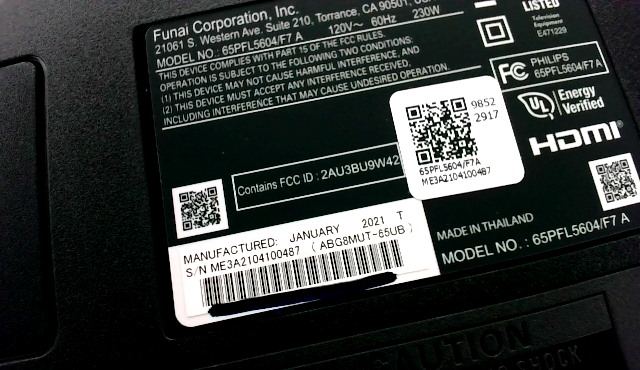 Funai Corporation, Inc.
21061 S. Western Ave. Suite 210, Torrance, CA 90501,
MODEL NO.: 65PFL5604/F7 A 120V~ 60Hz 230W
THIS DEVICE COMPLIES WITH PART 15 OF THE FCC RULES.
OPERATION IS SUBJECT TO THE FOLLOWING TWO CONDITIONS:
(1) THIS DEVICE MAY NOT CAUSE HARMFUL INTERFERENCE, AND
(2) THIS DEVICE MUST ACCEPT ANY INTERFERENCE RECEIVED,
INCLUDING INTERFERENCE THAT MAY CAUSE UNDESIRED OPERATION.
LISTED
Television
Equipment
E471229
FC
PHILIPS
65PFL5604/F7 A
UL Energy
Verified
HDMI
9852
2917
65PFL5604/F7A
ME3A2104100487
Contains FCC ID : 2AU3BU9W42
MANUFACTURED: JANUARY 2021 T
S/N ME3A2104100487 ( ABG8MUT-65UB )
MADE IN THAILAND
MODEL NO. : 65PFL5604/F7 A
CAUTION
SHOCK